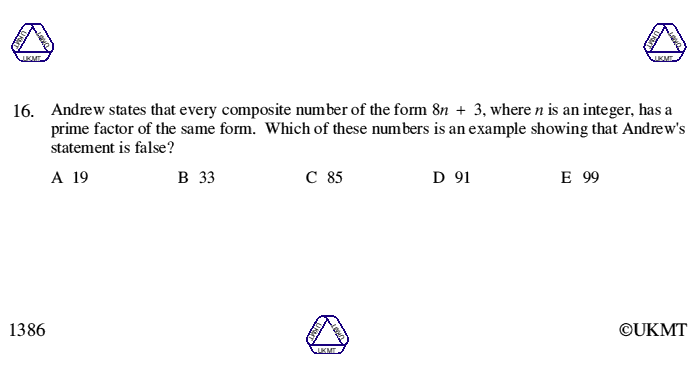 UKMT UKMT UKMT
UKMT UKMT UKMT
16. Andrew states that every composite number of the form 8n + 3, where n is an integer, has a
prime factor of the same form. Which of these numbers is an example showing that Andrew's
statement is false?
A 19 B 33 C 85 D 91 E 99
1386
UKMT UKMT UKMT
©UKMT